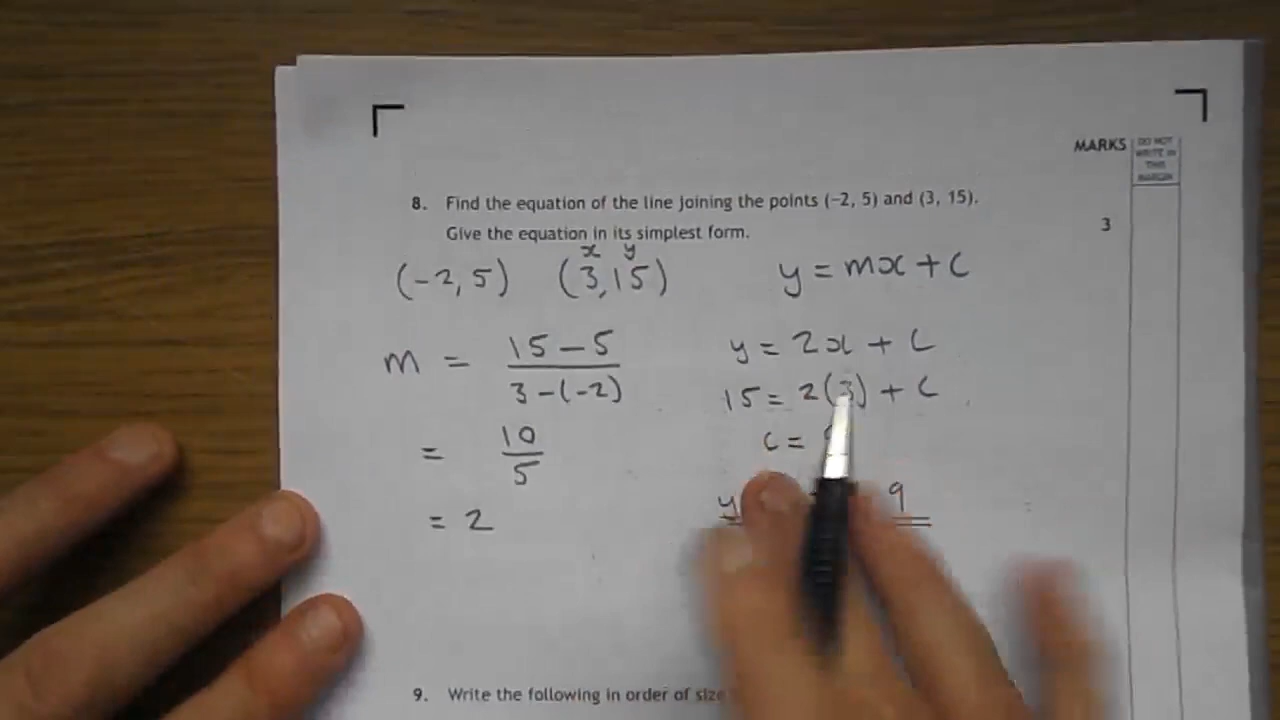 MARKS
DO NOT
WRITE IN
THIS
MARGIN
8. Find the equation of the line joining the points (−2, 5) and (3, 15).
3
Give the equation in its simplest form.
x y
(-2, 5) (3, 15)
y = mx + c
m = 15 - 5 / 3 - (-2)
= 10 / 5
= 2
y = 2x + c
15 = 2(3) + c
c =
y 9
9. Write the following in order of size